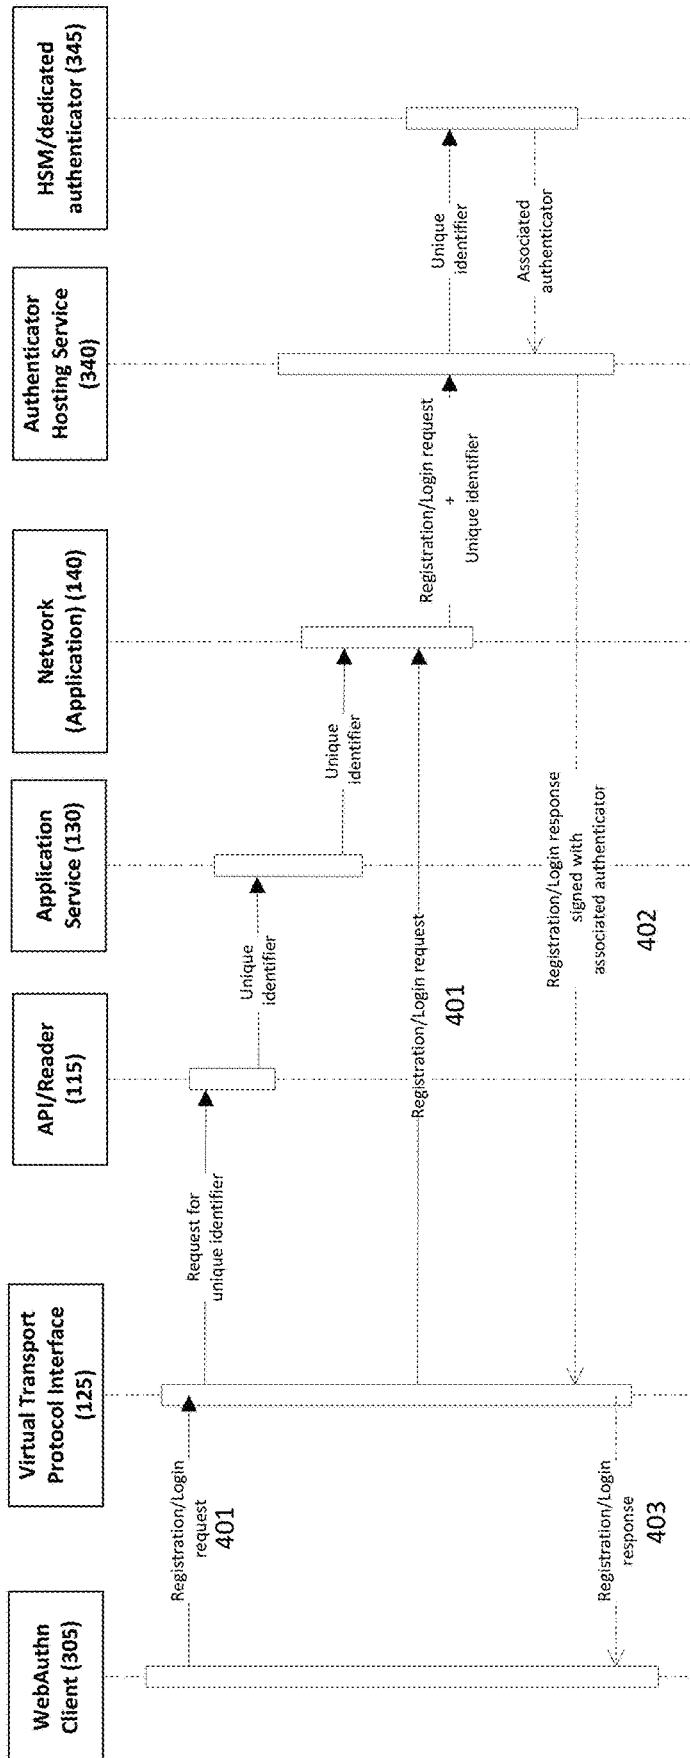 WebAuthn
Client (305)
Virtual Transport
Protocol Interface
(125)
API/Reader
(115)
Application
Service (130)
Network
(Application) (140)
Authenticator
Hosting Service
(340)
HSM/dedicated
authenticator (345)
Registration/Login
request
401
Request for
unique identifier
Unique
identifier
Unique
identifier
Registration/Login request
401
Registration/Login request
+
Unique identifier
Unique
identifier
Associated
authenticator
Registration/Login response
signed with
associated authenticator
402
Registration/Login
response
403